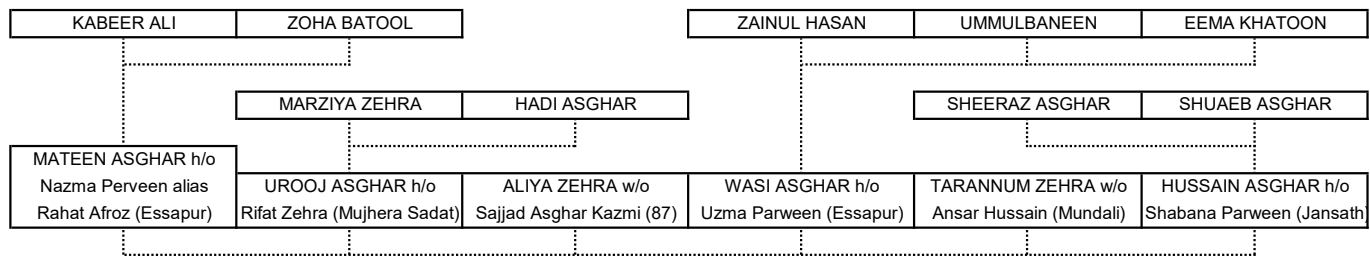 KABEER ALI
ZOHA BATOOL
ZAINUL HASAN
UMMULBANEEN
EEMA KHATOON
MARZIYA ZEHRA
HADI ASGHAR
SHEERAZ ASGHAR
SHUAEB ASGHAR
MATEEN ASGHAR h/o
Nazma Perveen alias
Rahat Afroz (Essapur)
UROOJ ASGHAR h/o
Rifat Zehra (Mujhera Sadat)
ALIYA ZEHRA w/o
Sajjad Asghar Kazmi (87)
WASI ASGHAR h/o
Uzma Parween (Essapur)
TARANNUM ZEHRA w/o
Ansar Hussain (Mundali)
HUSSAIN ASGHAR h/o
Shabana Parween (Jansath)